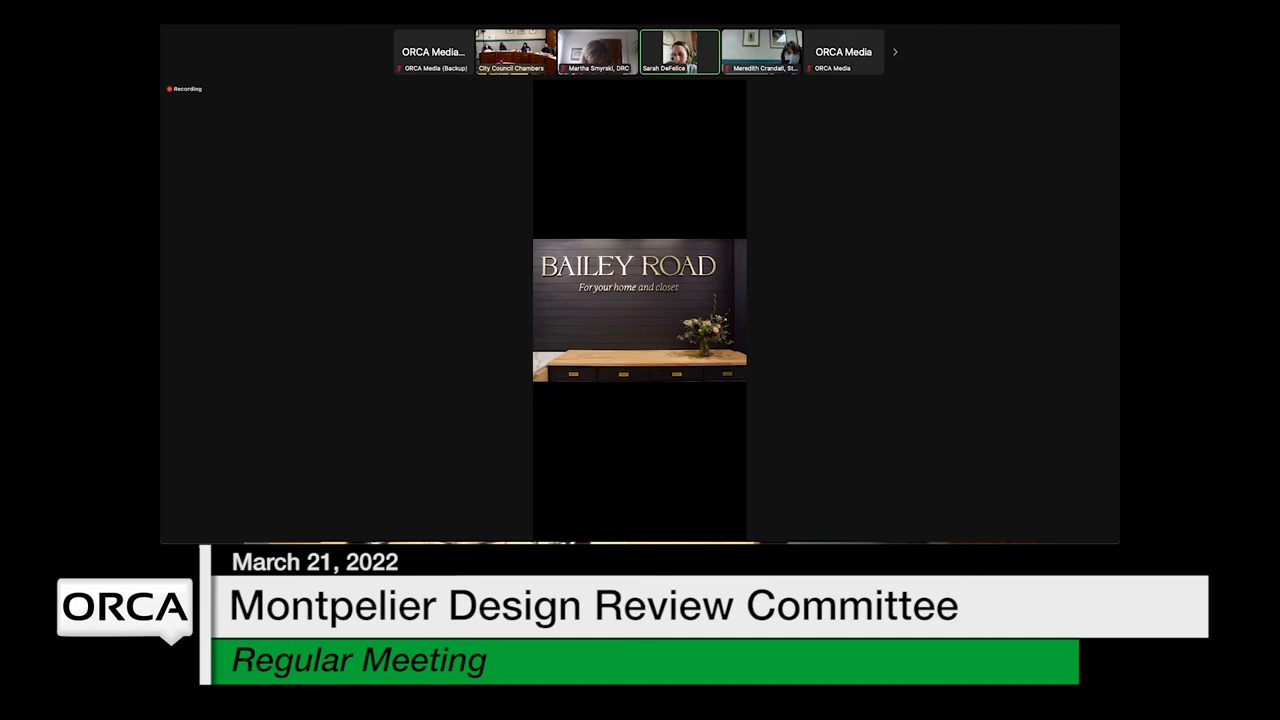 ORCA Media...
ORCA Media (Backup)
City Council Chambers
Martha Smyrski, DRC
Sarah DeFelice
Meredith Crandall, St...
ORCA Media
ORCA Media
Recording
BAILEY ROAD
For your home and closet
March 21, 2022
ORCA
Montpelier Design Review Committee
Regular Meeting